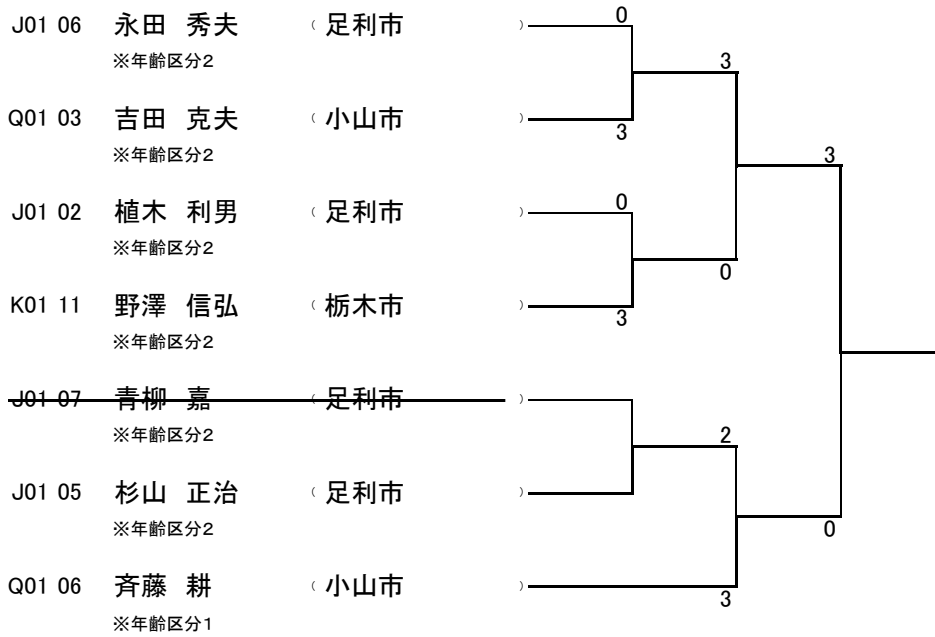 J01 06 永田 秀夫 （ 足利市 ） 0
※年齢区分2
3
Q01 03 吉田 克夫 （ 小山市 ） 3
※年齢区分2
3
J01 02 植木 利男 （ 足利市 ） 0
※年齢区分2
0
K01 11 野澤 信弘 （ 栃木市 ） 3
※年齢区分2
J01 07 青柳 嘉 （ 足利市 ）
※年齢区分2
2
J01 05 杉山 正治 （ 足利市 ）
※年齢区分2
0
Q01 06 斉藤 耕 （ 小山市 ） 3
※年齢区分1